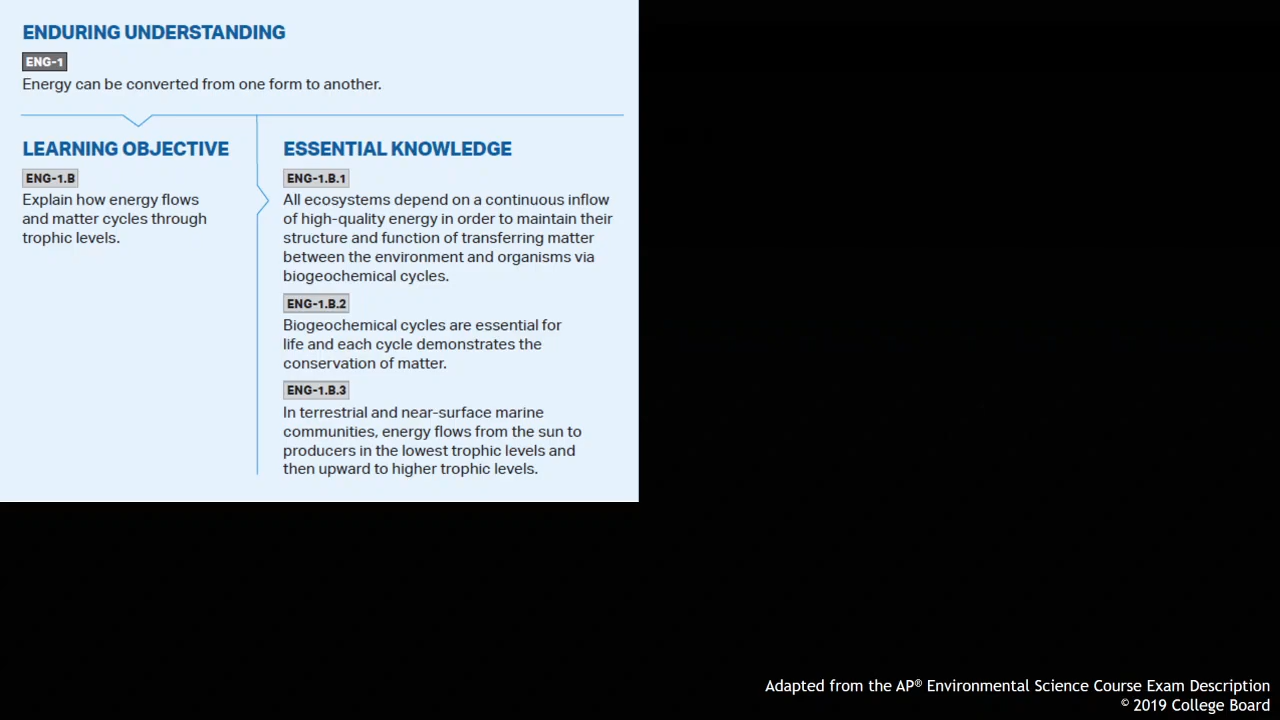 ENDURING UNDERSTANDING
ENG-1
Energy can be converted from one form to another.
LEARNING OBJECTIVE
ENG-1.B
Explain how energy flows
and matter cycles through
trophic levels.
ESSENTIAL KNOWLEDGE
ENG-1.B.1
All ecosystems depend on a continuous inflow
of high-quality energy in order to maintain their
structure and function of transferring matter
between the environment and organisms via
biogeochemical cycles.
ENG-1.B.2
Biogeochemical cycles are essential for
life and each cycle demonstrates the
conservation of matter.
ENG-1.B.3
In terrestrial and near-surface marine
communities, energy flows from the sun to
producers in the lowest trophic levels and
then upward to higher trophic levels.
Adapted from the AP® Environmental Science Course Exam Description
© 2019 College Board